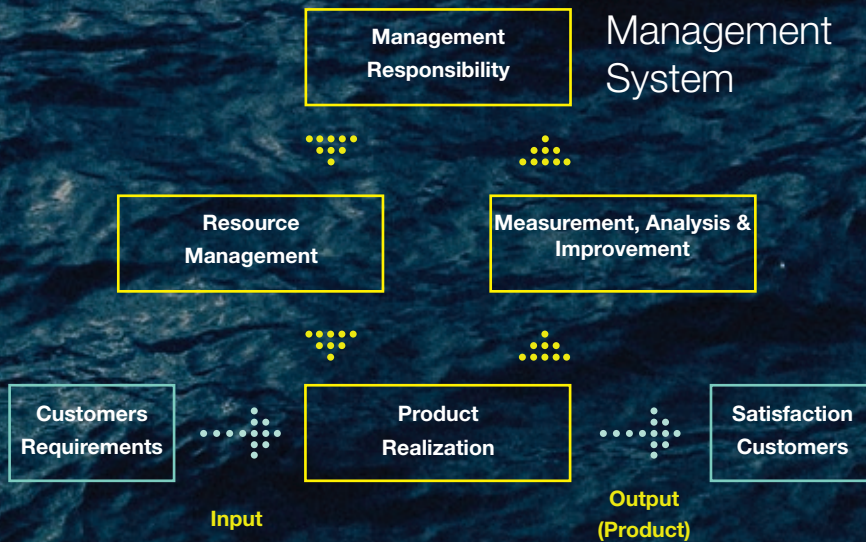 Management
System
Management
Responsibility
Resource
Management
Measurement, Analysis &
Improvement
Customers
Requirements
Product
Realization
Satisfaction
Customers
Input
Output
(Product)